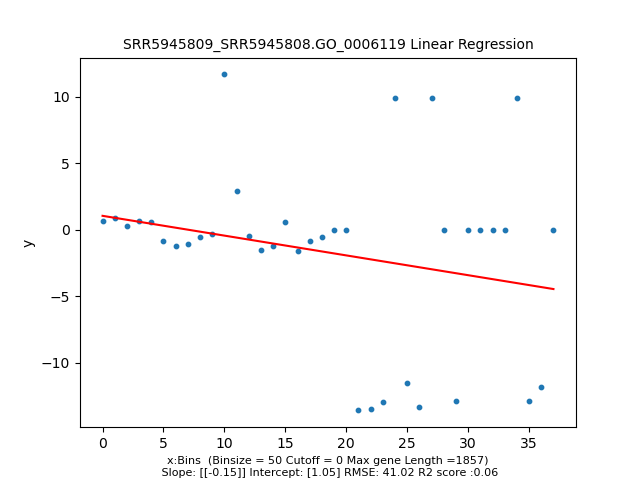 SRR5945809_SRR5945808.GO_0006119 Linear Regression
10
5
0
−5
−10
y
0 5 10 15 20 25 30 35
x:Bins  (Binsize = 50 Cutoff = 0 Max gene Length =1857)
Slope: [[-0.15]] Intercept: [1.05] RMSE: 41.02 R2 score :0.06